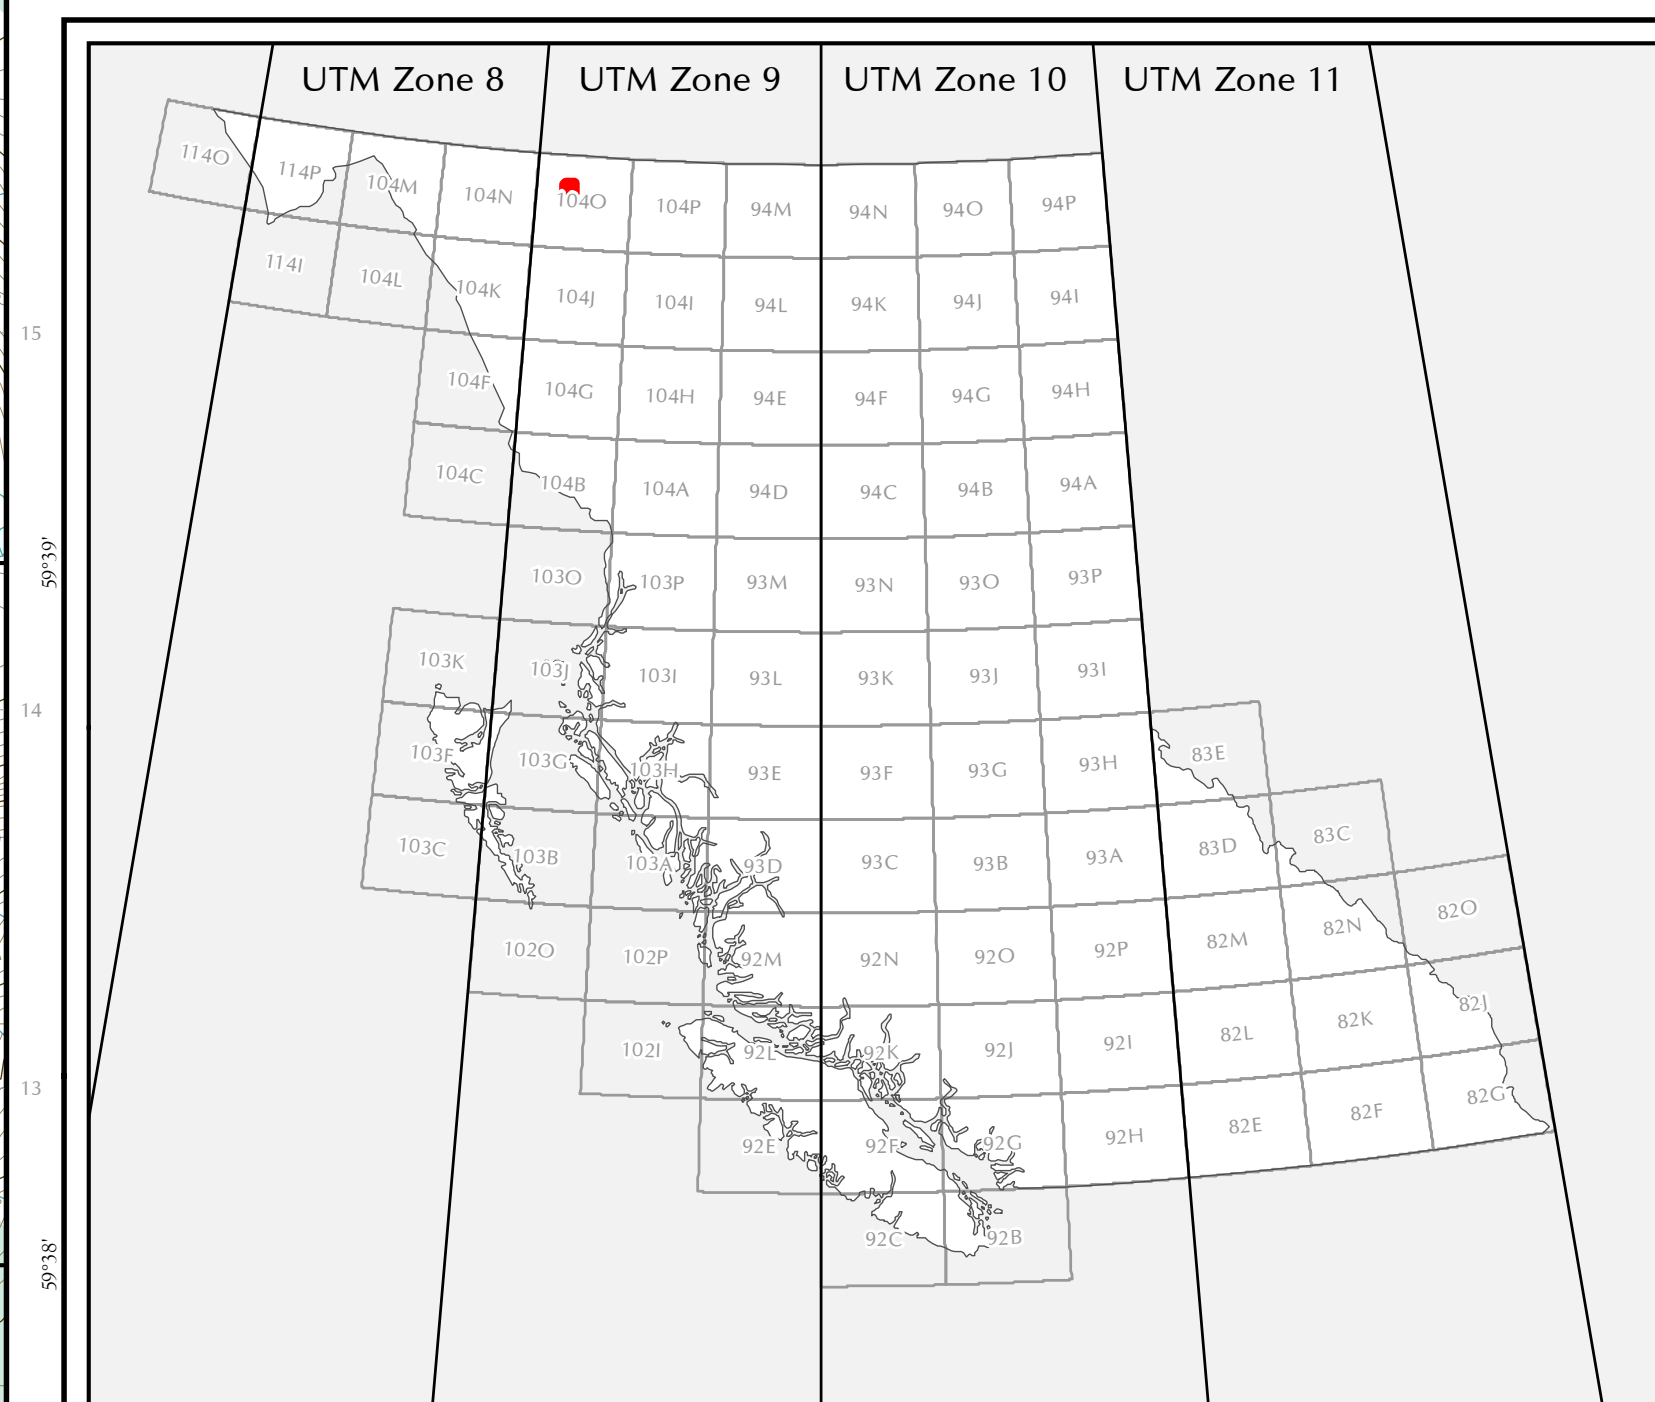 UTM Zone 8 UTM Zone 9 UTM Zone 10 UTM Zone 11
114O 114P 104M 104N 104O 104P 94M 94N 94O 94P
114I 104L 104K 104J 104I 94L 94K 94J 94I
15
104F 104G 104H 94E 94F 94G 94H
104C 104B 104A 94D 94C 94B 94A
59°39'
103O 103P 93M 93N 93O 93P
103K 103J 103I 93L 93K 93J 93I
14
103F 103G 103H 93E 93F 93G 93H 83E
103C 103B 103A 93D 93C 93B 93A 83D 83C
102O 102P 92M 92N 92O 92P 82M 82N 82O
102I 92L 92K 92J 92I 82L 82K 82J
13
92E 92F 92G 92H 82E 82F 82G
59°38'
92C 92B